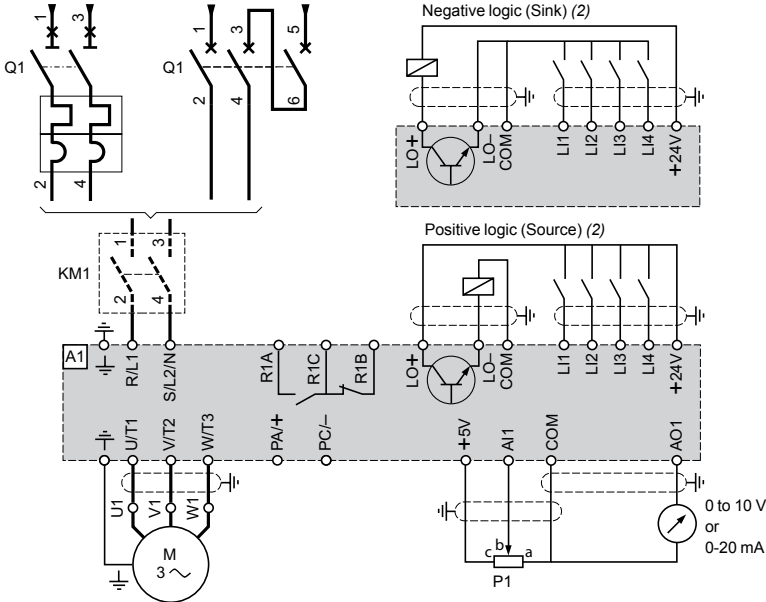 Negative logic (Sink) (2)
1 3
1 3 5
Q1
Q1
2 4 6
2 4
LO+ LO- COM LI1 LI2 LI3 LI4 +24V
Positive logic (Source) (2)
1 3
KM1
2 4
A1
R/L1 S/L2/N R1A R1C R1B LO+ LO- COM LI1 LI2 LI3 LI4 +24V
U/T1 V/T2 W/T3 PA/+ PC/- +5V AI1 COM AO1
U1 V1 W1
0 to 10 V
or
0-20 mA
M
3
c b a
P1